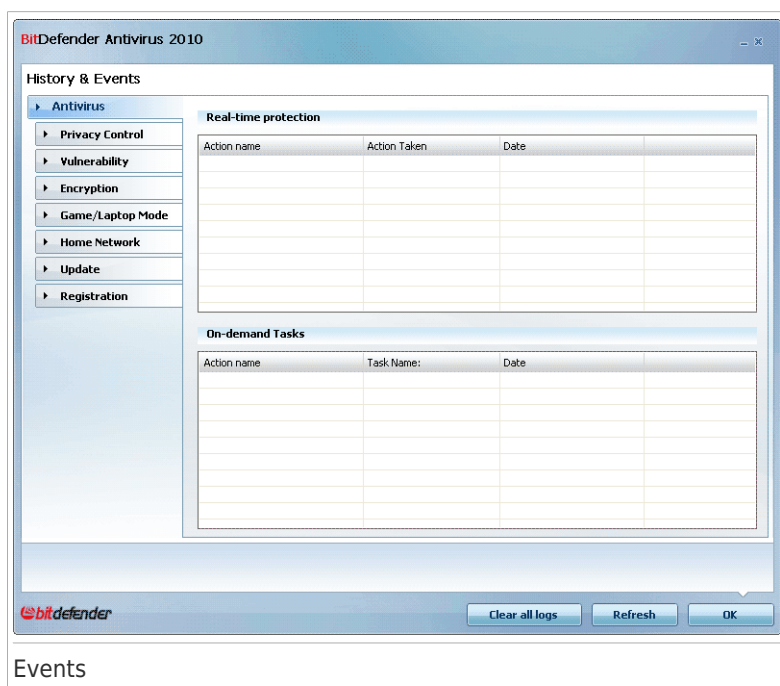 BitDefender Antivirus 2010
History & Events
Antivirus
Privacy Control
Vulnerability
Encryption
Game/Laptop Mode
Home Network
Update
Registration
Real-time protection
Action name Action Taken Date
On-demand Tasks
Action name Task Name: Date
bitdefender
Clear all logs Refresh OK
Events